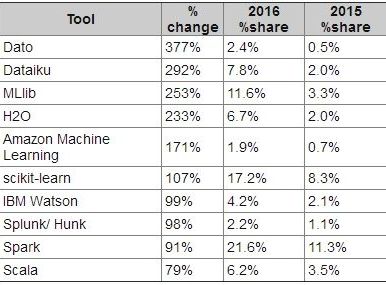 Tool % change 2016 %share 2015 %share
Dato 377% 2.4% 0.5%
Dataiku 292% 7.8% 2.0%
MLlib 253% 11.6% 3.3%
H2O 233% 6.7% 2.0%
Amazon Machine Learning 171% 1.9% 0.7%
scikit-learn 107% 17.2% 8.3%
IBM Watson 99% 4.2% 2.1%
Splunk/ Hunk 98% 2.2% 1.1%
Spark 91% 21.6% 11.3%
Scala 79% 6.2% 3.5%